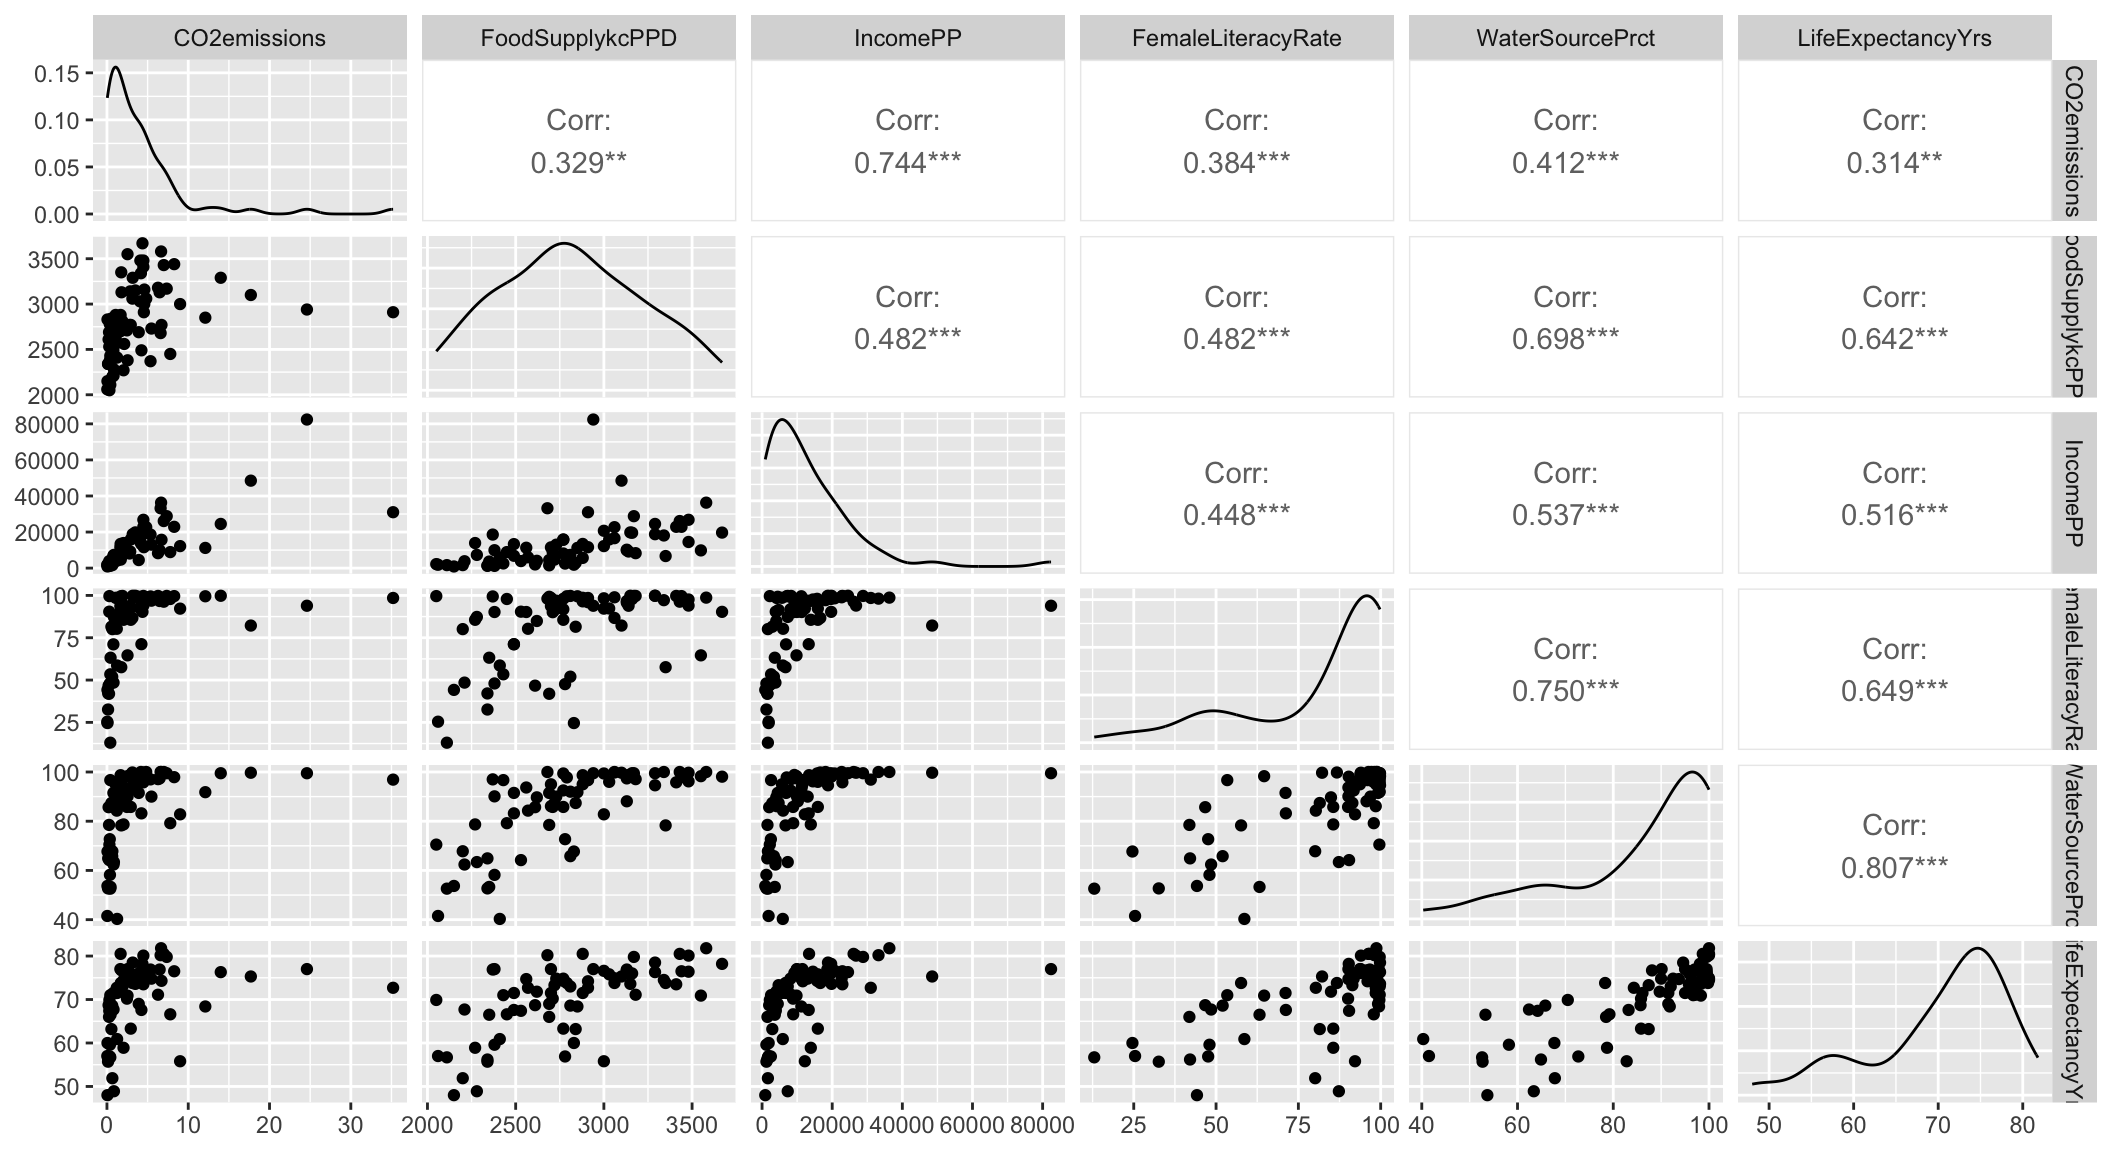 CO2emissions FoodSupplykcPPD IncomePP FemaleLiteracyRate WaterSourcePrct LifeExpectancyYrs
0.15
0.10
0.05
0.00
Corr:
0.329**
Corr:
0.744***
Corr:
0.384***
Corr:
0.412***
Corr:
0.314**
CO2emissions
3500
3000
2500
2000
Corr:
0.482***
Corr:
0.482***
Corr:
0.698***
Corr:
0.642***
oodSupplykcPP
80000
60000
40000
20000
0
Corr:
0.448***
Corr:
0.537***
Corr:
0.516***
IncomePP
100
75
50
25
Corr:
0.750***
Corr:
0.649***
maleLiteracyRa
100
80
60
40
Corr:
0.807***
WaterSourcePrc
80
70
60
50
ifeExpectancyY
0 10 20 30 2000 2500 3000 3500 0 20000 40000 60000 80000 25 50 75 100 40 60 80 100 50 60 70 80